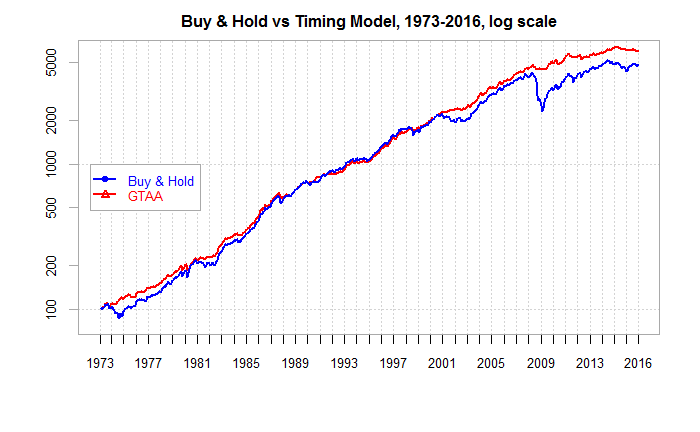 Buy & Hold vs Timing Model, 1973-2016, log scale
5000
2000
1000
500
200
100
Buy & Hold
GTAA
1973 1977 1981 1985 1989 1993 1997 2001 2005 2009 2013 2016